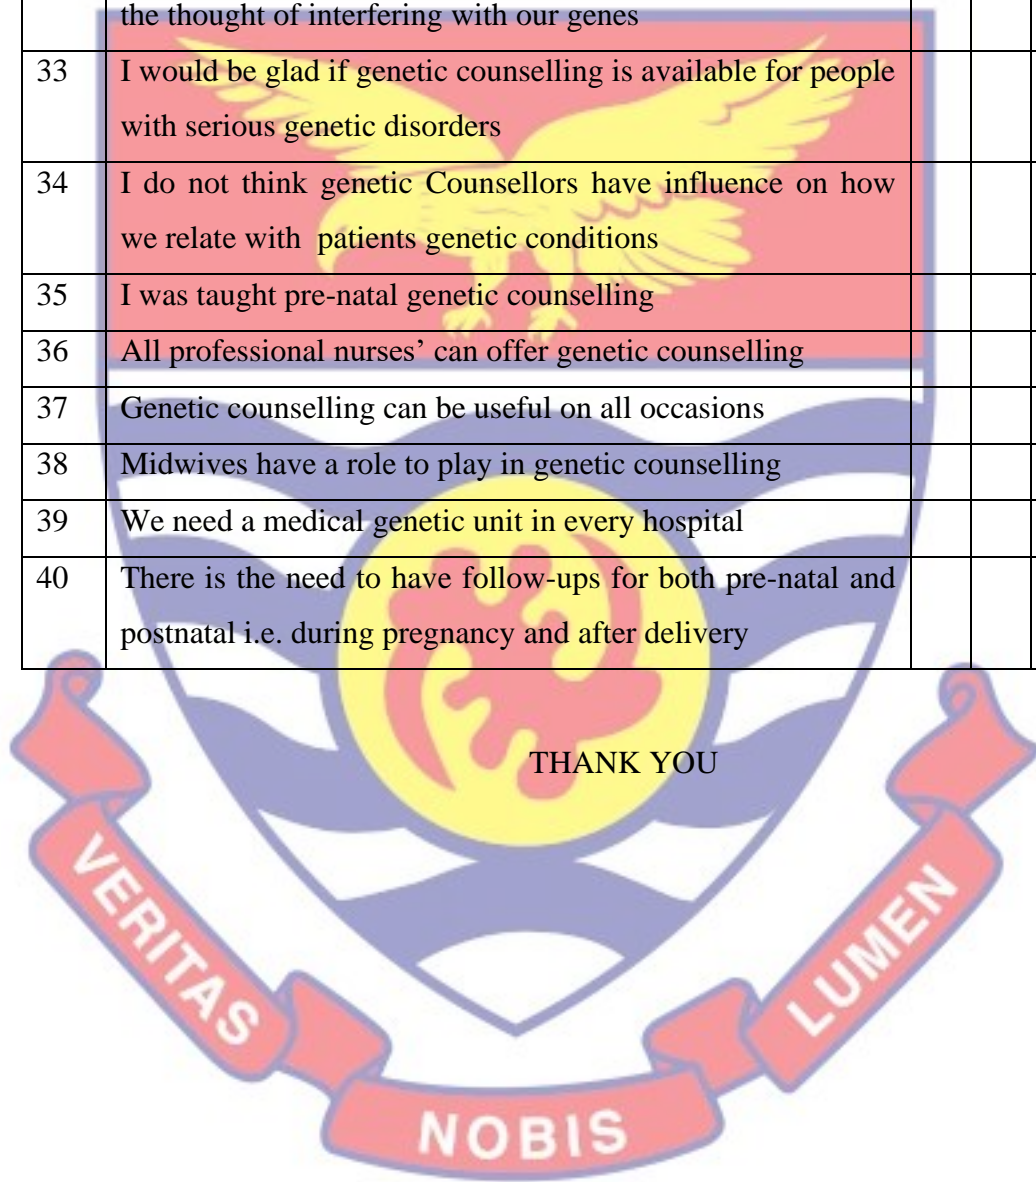 the thought of interfering with our genes
33 I would be glad if genetic counselling is available for people
with serious genetic disorders
34 I do not think genetic Counsellors have influence on how
we relate with patients genetic conditions
35 I was taught pre-natal genetic counselling
36 All professional nurses’ can offer genetic counselling
37 Genetic counselling can be useful on all occasions
38 Midwives have a role to play in genetic counselling
39 We need a medical genetic unit in every hospital
40 There is the need to have follow-ups for both pre-natal and
postnatal i.e. during pregnancy and after delivery
THANK YOU
VERITAS
NOBIS
LUMEN